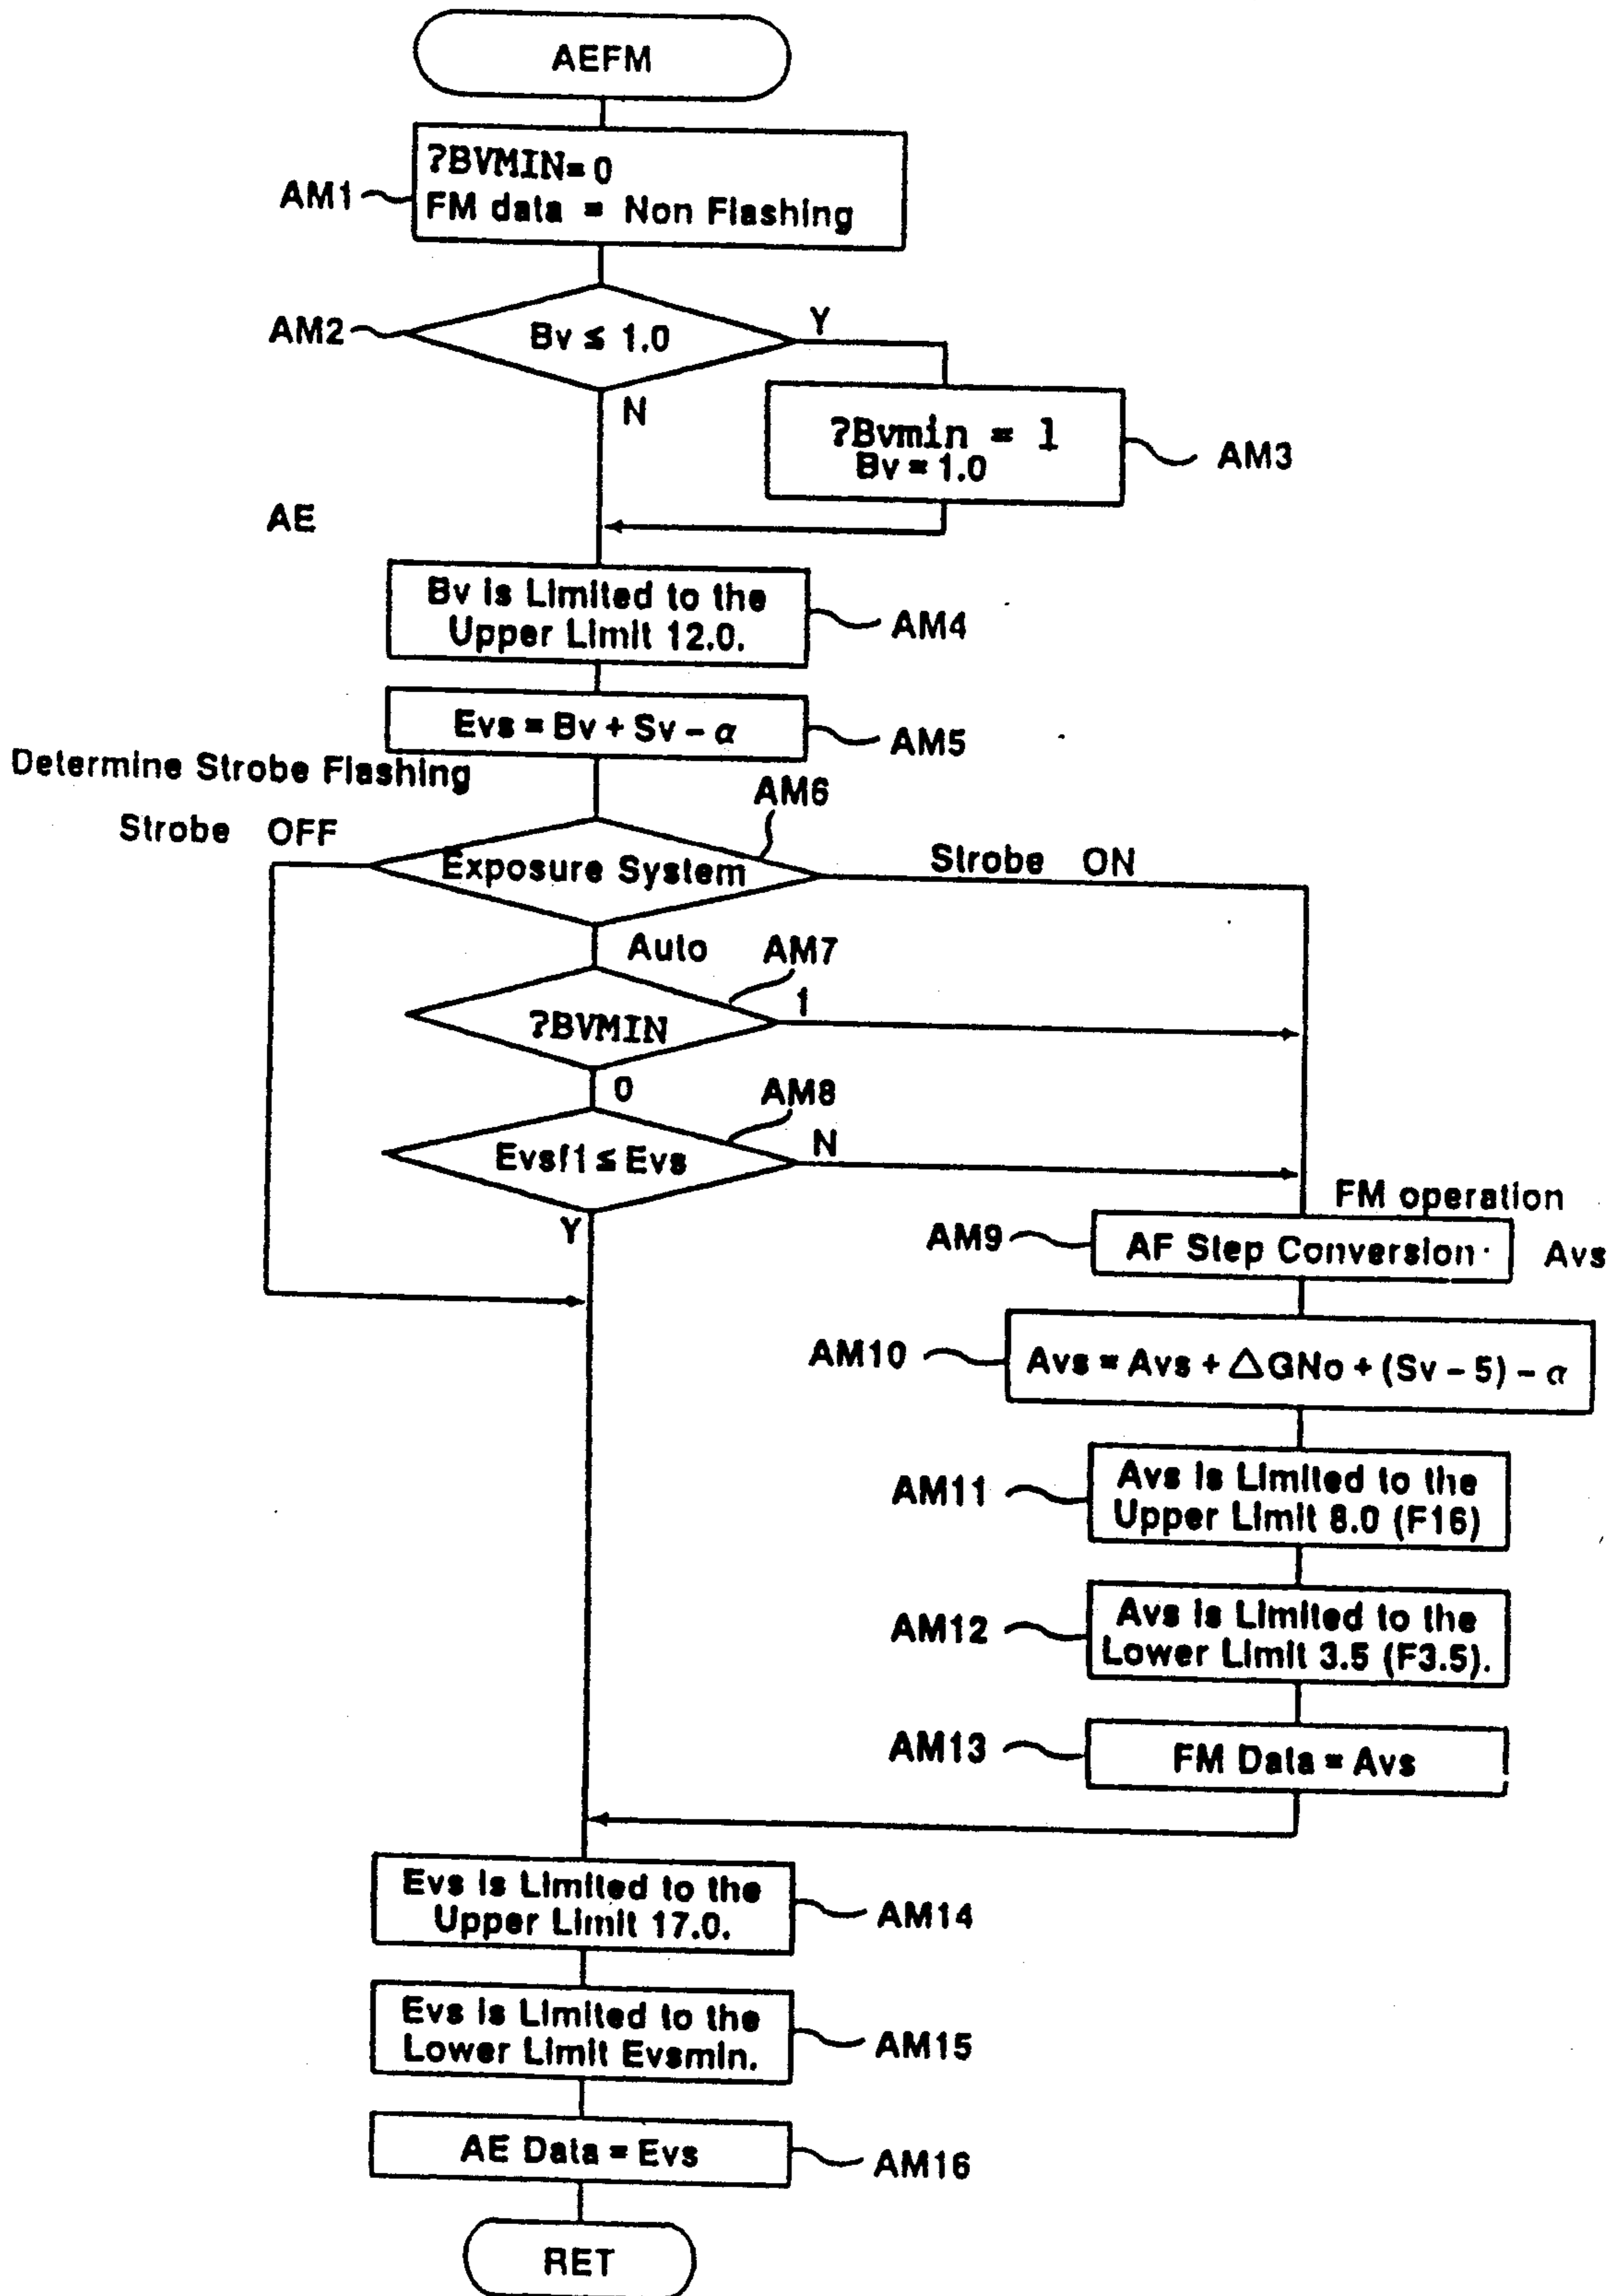 AEFM
?BVMIN= 0
FM data = Non Flashing
AM1
AM2
Bv ≤ 1.0
Y
N
?Bvmin = 1
Bv = 1.0
AM3
AE
Bv is Limited to the
Upper Limit 12.0.
AM4
Evs = Bv + Sv - α
AM5
Determine Strobe Flashing
AM6
Strobe OFF
Exposure System
Strobe ON
Auto
AM7
?BVMIN
1
0
AM8
Evsf1 ≤ Evs
N
Y
FM operation
AM9
AF Step Conversion
Avs
AM10
Avs = Avs + △GNo + (Sv - 5) - α
AM11
Avs is Limited to the
Upper Limit 8.0 (F16)
AM12
Avs is Limited to the
Lower Limit 3.5 (F3.5).
AM13
FM Data = Avs
Evs is Limited to the
Upper Limit 17.0.
AM14
Evs is Limited to the
Lower Limit Evsmin.
AM15
AE Data = Evs
AM16
RET